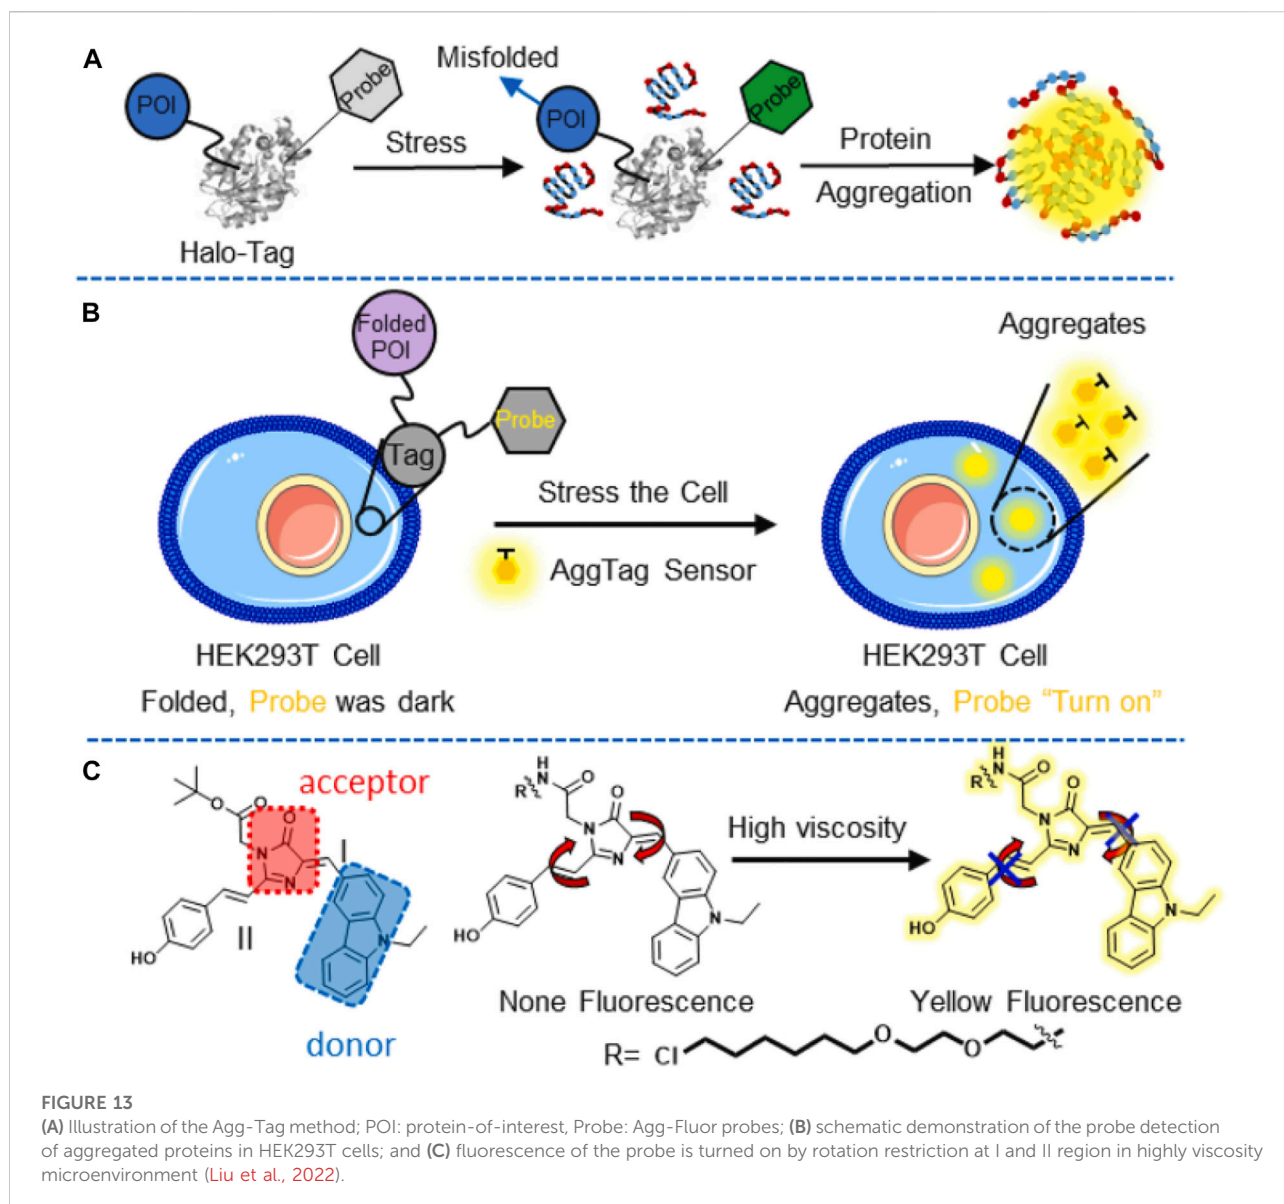 A
POI
Probe
Halo-Tag
Stress
Misfolded
POI
Probe
Protein
Aggregation
B
Folded
POI
Tag
Probe
HEK293T Cell
Folded, Probe was dark
Stress the Cell
AggTag Sensor
Aggregates
HEK293T Cell
Aggregates, Probe “Turn on”
C
acceptor
O
O
O
N
N
I
II
HO
N
donor
H
N
R
O
O
N
N
HO
N
None Fluorescence
High viscosity
H
N
R
O
O
N
N
HO
N
Yellow Fluorescence
R= Cl O O
FIGURE 13
(A) Illustration of the Agg-Tag method; POI: protein-of-interest, Probe: Agg-Fluor probes; (B) schematic demonstration of the probe detection
of aggregated proteins in HEK293T cells; and (C) fluorescence of the probe is turned on by rotation restriction at I and II region in highly viscosity
microenvironment (Liu et al., 2022).